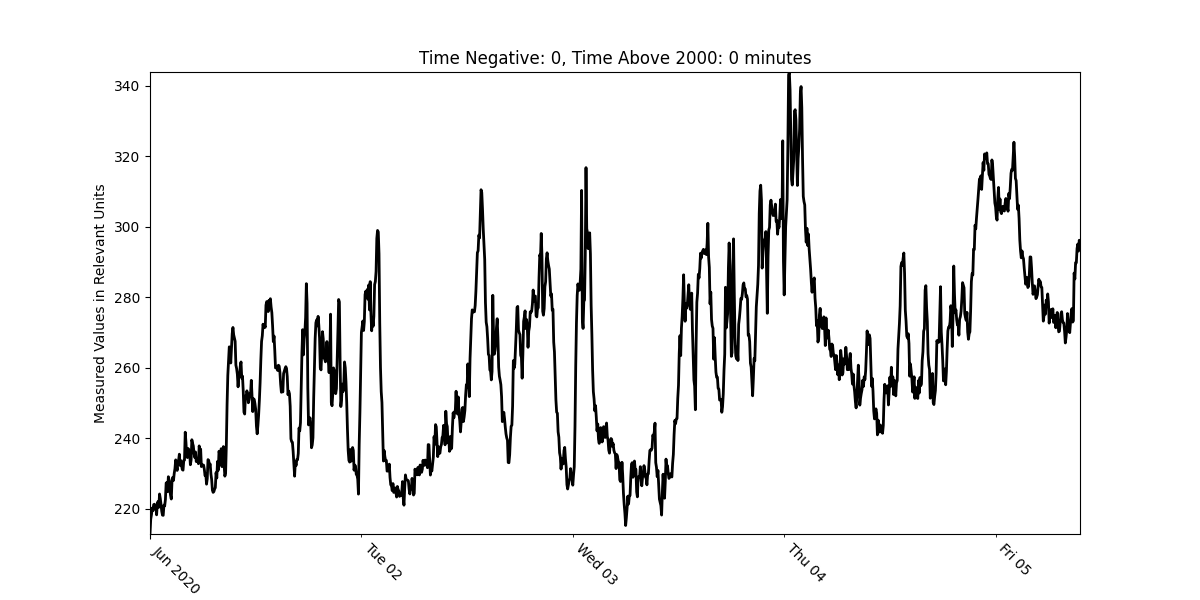 Time Negative: 0, Time Above 2000: 0 minutes
Measured Values in Relevant Units
340
320
300
280
260
240
220
Jun 2020
Tue 02
Wed 03
Thu 04
Fri 05